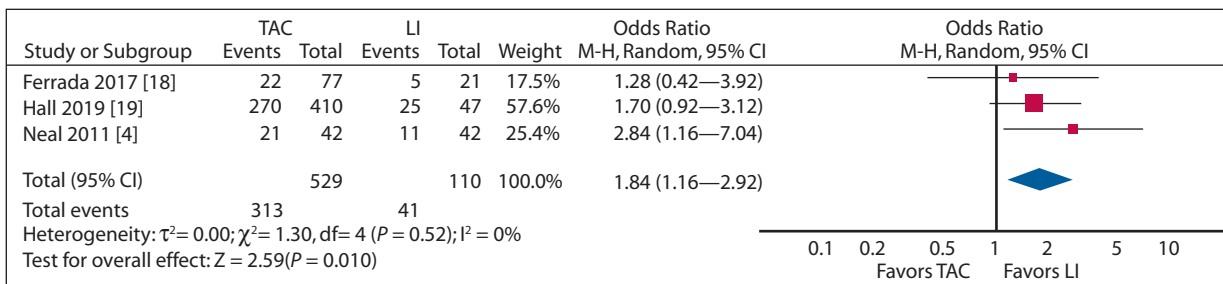 TAC LI Odds Ratio Odds Ratio
Study or Subgroup Events Total Events Total Weight M-H, Random, 95% CI M-H, Random, 95% CI
Ferrada 2017 [18] 22 77 5 21 17.5% 1.28 (0.42—3.92)
Hall 2019 [19] 270 410 25 47 57.6% 1.70 (0.92—3.12)
Neal 2011 [4] 21 42 11 42 25.4% 2.84 (1.16—7.04)
Total (95% CI) 529 110 100.0% 1.84 (1.16—2.92)
Total events 313 41
Heterogeneity: τ²= 0.00; χ²= 1.30, df= 4 (P = 0.52); I² = 0%
Test for overall effect: Z = 2.59(P = 0.010)
0.1 0.2 0.5 1 2 5 10
Favors TAC Favors LI